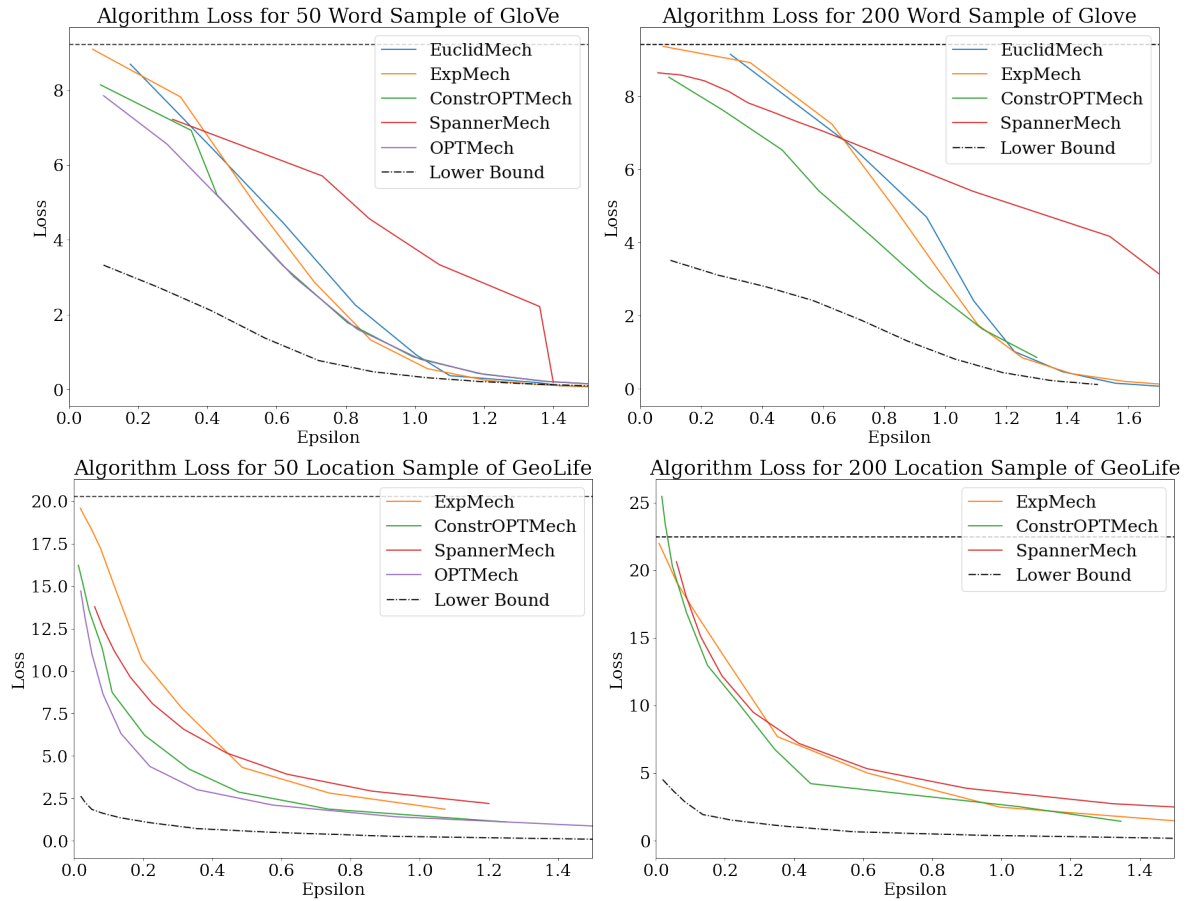 Algorithm Loss for 50 Word Sample of GloVe
8
6
4
2
0
Loss
0.0 0.2 0.4 0.6 0.8 1.0 1.2 1.4
Epsilon
EuclidMech
ExpMech
ConstrOPTMech
SpannerMech
OPTMech
Lower Bound
Algorithm Loss for 200 Word Sample of Glove
8
6
4
2
0
Loss
0.0 0.2 0.4 0.6 0.8 1.0 1.2 1.4 1.6
Epsilon
EuclidMech
ExpMech
ConstrOPTMech
SpannerMech
Lower Bound
Algorithm Loss for 50 Location Sample of GeoLife
20.0
17.5
15.0
12.5
10.0
7.5
5.0
2.5
0.0
Loss
0.0 0.2 0.4 0.6 0.8 1.0 1.2 1.4
Epsilon
ExpMech
ConstrOPTMech
SpannerMech
OPTMech
Lower Bound
Algorithm Loss for 200 Location Sample of GeoLife
25
20
15
10
5
0
Loss
0.0 0.2 0.4 0.6 0.8 1.0 1.2 1.4
Epsilon
ExpMech
ConstrOPTMech
SpannerMech
Lower Bound